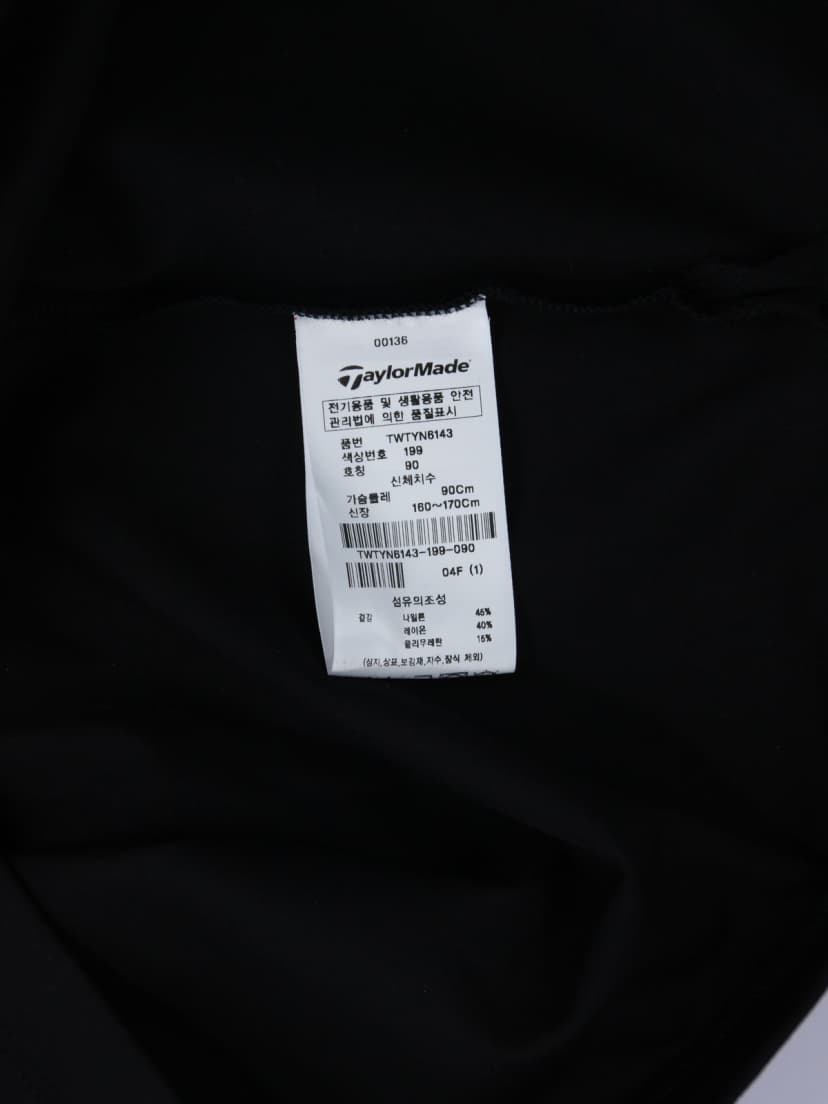 00136
TaylorMade
전기용품 및 생활용품 안전
관리법에 의한 품질표시
품번 TWTYN6143
색상번호 199
호칭 90
신체치수
가슴둘레 90Cm
신장 160~170Cm
TWTYN6143-199-090
04F (1)
섬유의조성
겉감 나일론 45%
레이온 40%
폴리우레탄 15%
(심지,상표,보강재,자수,장식 제외)